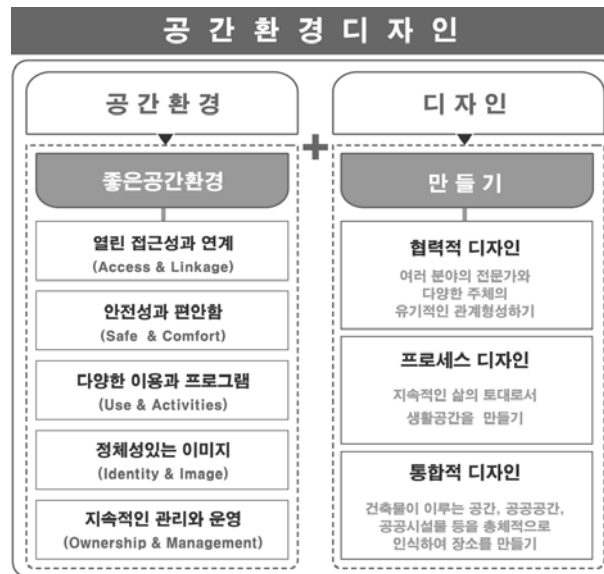 공간환경디자인
공간환경
좋은공간환경
열린 접근성과 연계
(Access & Linkage)
안전성과 편안함
(Safe & Comfort)
다양한 이용과 프로그램
(Use & Activities)
정체성있는 이미지
(Identity & Image)
지속적인 관리와 운영
(Ownership & Management)
+
디자인
만들기
협력적 디자인
여러 분야의 전문가와
다양한 주체의
유기적인 관계형성하기
프로세스 디자인
지속적인 삶의 토대로서
생활공간을 만들기
통합적 디자인
건축물이 이루는 공간, 공공공간,
공공시설물 등을 총체적으로
인식하여 장소를 만들기